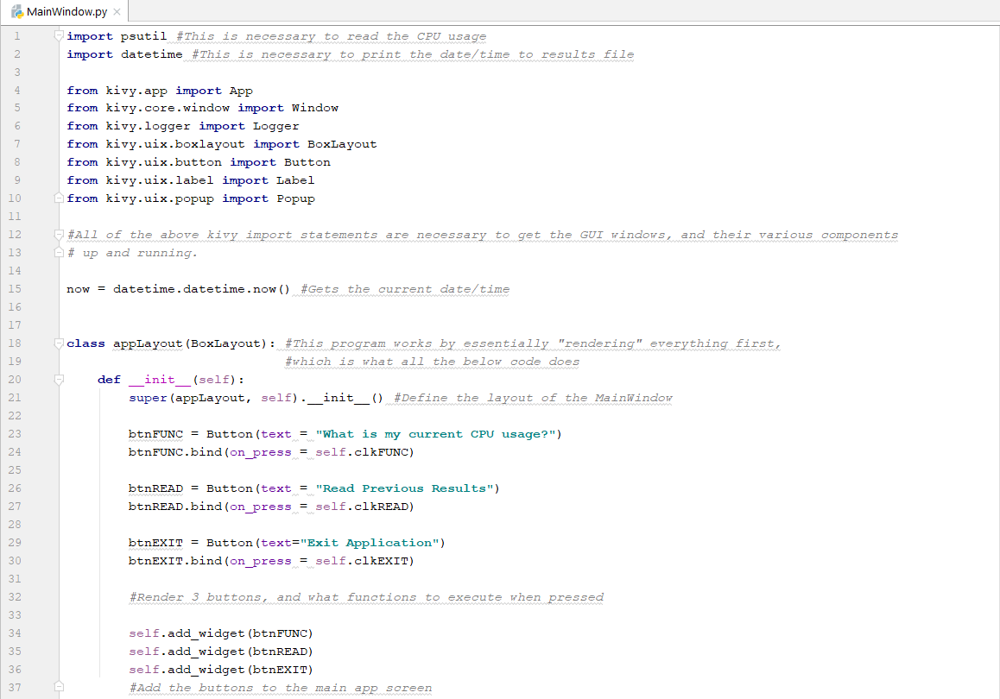 MainWindow.py
1 import psutil #This is necessary to read the CPU usage
2 import datetime #This is necessary to print the date/time to results file
3
4 from kivy.app import App
5 from kivy.core.window import Window
6 from kivy.logger import Logger
7 from kivy.uix.boxlayout import BoxLayout
8 from kivy.uix.button import Button
9 from kivy.uix.label import Label
10 from kivy.uix.popup import Popup
11
12 #All of the above kivy import statements are necessary to get the GUI windows, and their various components
13 # up and running.
14
15 now = datetime.datetime.now() #Gets the current date/time
16
17
18 class appLayout(BoxLayout): #This program works by essentially "rendering" everything first,
19 #which is what all the below code does
20 def __init__(self):
21 super(appLayout, self).__init__() #Define the layout of the MainWindow
22
23 btnFUNC = Button(text = "What is my current CPU usage?")
24 btnFUNC.bind(on_press = self.clkFUNC)
25
26 btnREAD = Button(text = "Read Previous Results")
27 btnREAD.bind(on_press = self.clkREAD)
28
29 btnEXIT = Button(text="Exit Application")
30 btnEXIT.bind(on_press = self.clkEXIT)
31
32 #Render 3 buttons, and what functions to execute when pressed
33
34 self.add_widget(btnFUNC)
35 self.add_widget(btnREAD)
36 self.add_widget(btnEXIT)
37 #Add the buttons to the main app screen